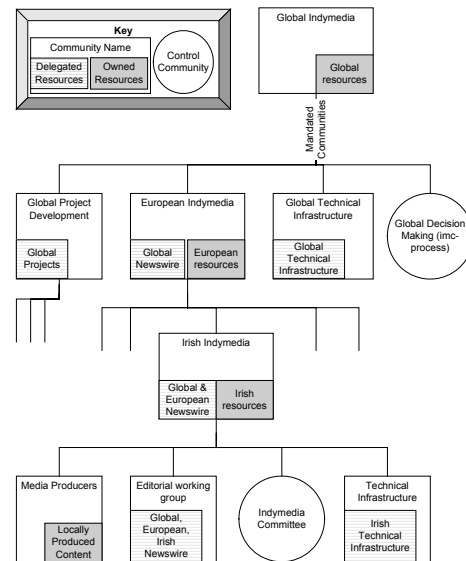 Key
Community Name
Delegated
Resources
Owned
Resources
Control
Community
Global Indymedia
Global
resources
Mandated
Communities
Global Project
Development
Global
Projects
European Indymedia
Global
Newswire
European
resources
Global Technical
Infrastructure
Global
Technical
Infrastructure
Global Decision
Making (imc-
process)
Irish Indymedia
Global &
European
Newswire
Irish
resources
Media Producers
Locally
Produced
Content
Editorial working
group
Global,
European,
Irish
Newswire
Indymedia
Committee
Technical
Infrastructure
Irish
Technical
Infrastructure